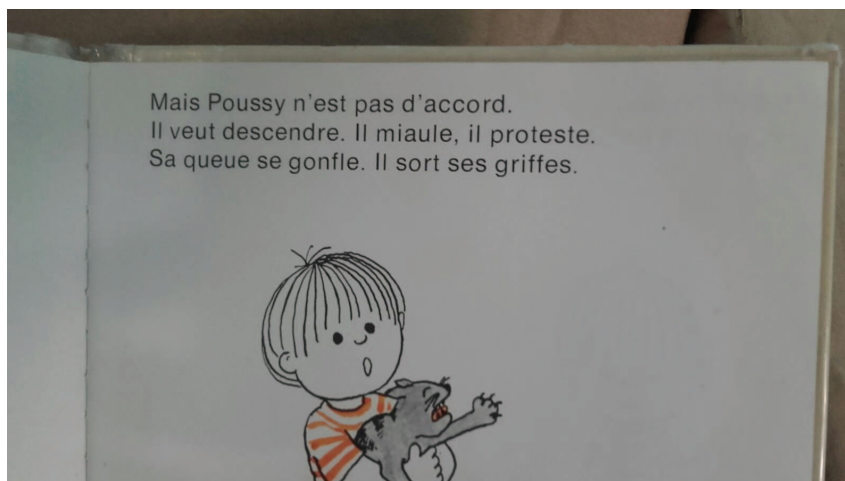 Mais Poussy n'est pas d'accord.
Il veut descendre. Il miaule, il proteste.
Sa queue se gonfle. Il sort ses griffes.